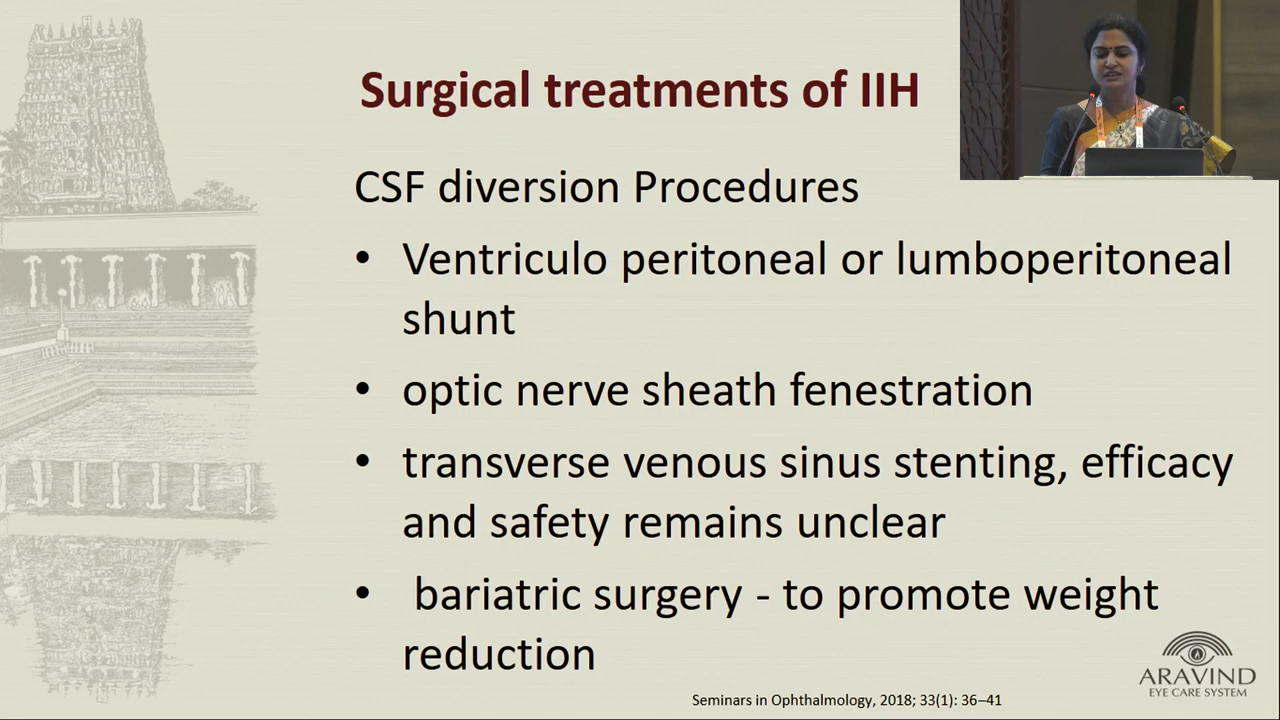 Surgical treatments of IIH
CSF diversion Procedures
• Ventriculo peritoneal or lumboperitoneal
shunt
• optic nerve sheath fenestration
• transverse venous sinus stenting, efficacy
and safety remains unclear
• bariatric surgery - to promote weight
reduction
Seminars in Ophthalmology, 2018; 33(1): 36–41
ARAVIND
EYE CARE SYSTEM